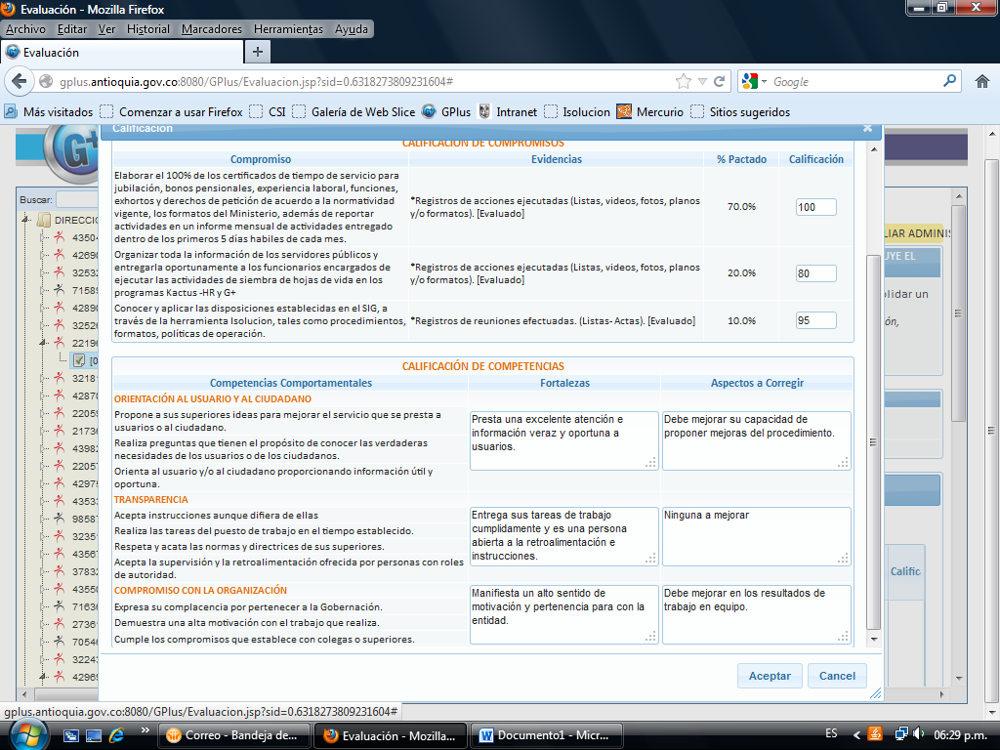 Evaluación - Mozilla Firefox
Archivo Editar Ver Historial Marcadores Herramientas Ayuda
Evaluación
gplus.antioquia.gov.co:8080/GPlus/Evaluacion.jsp?sid=0.6318273809231604#
Google
Más visitados Comenzar a usar Firefox CSI Galería de Web Slice GPlus Intranet Isolucion Mercurio Sitios sugeridos
Calificación
CALIFICACIÓN DE COMPROMISOS
Compromiso Evidencias % Pactado Calificación
Elaborar el 100% de los certificados de tiempo de servicio para
jubilación, bonos pensionales, experiencia laboral, funciones,
exhortos y derechos de petición de acuerdo a la normatividad
vigente, los formatos del Ministerio, además de reportar
actividades en un informe mensual de actividades entregado
dentro de los primeros 5 días habiles de cada mes.
*Registros de acciones ejecutadas (Listas, videos, fotos, planos
y/o formatos). [Evaluado]
70.0%
100
Organizar toda la información de los servidores públicos y
entregarla oportunamente a los funcionarios encargados de
ejecutar las actividades de siembra de hojas de vida en los
programas Kactus -HR y G+
*Registros de acciones ejecutadas (Listas, videos, fotos, planos
y/o formatos). [Evaluado]
20.0%
80
Conocer y aplicar las disposiciones establecidas en el SIG, a
través de la herramienta Isolucion, tales como procedimientos,
formatos, políticas de operación.
*Registros de reuniones efectuadas. (Listas- Actas). [Evaluado]
10.0%
95
CALIFICACIÓN DE COMPETENCIAS
Competencias Comportamentales Fortalezas Aspectos a Corregir
ORIENTACIÓN AL USUARIO Y AL CIUDADANO
Propone a sus superiores ideas para mejorar el servicio que se presta a
usuarios o al ciudadano.
Realiza preguntas que tienen el propósito de conocer las verdaderas
necesidades de los usuarios o de los ciudadanos.
Orienta al usuario y/o al ciudadano proporcionando información útil y
oportuna.
Presta una excelente atención e
información veraz y oportuna a
usuarios.
Debe mejorar su capacidad de
proponer mejoras del procedimiento.
TRANSPARENCIA
Acepta instrucciones aunque difiera de ellas
Realiza las tareas del puesto de trabajo en el tiempo establecido.
Respeta y acata las normas y directrices de sus superiores.
Acepta la supervisión y la retroalimentación ofrecida por personas con roles
de autoridad.
Entrega sus tareas de trabajo
cumplidamente y es una persona
abierta a la retroalimentación e
instrucciones.
Ninguna a mejorar
COMPROMISO CON LA ORGANIZACIÓN
Expresa su complacencia por pertenecer a la Gobernación.
Demuestra una alta motivación con el trabajo que realiza.
Cumple los compromisos que establece con colegas o superiores.
Manifiesta un alto sentido de
motivación y pertenencia para con la
entidad.
Debe mejorar en los resultados de
trabajo en equipo.
Aceptar Cancel
Buscar:
DIRECCIO
43504
42690
32532
71589
42890
32526
22196
[0
32181
42870
22059
21736
43982
22057
42975
43533
98587
32351
43567
37832
43550
71636
27361
70546
32243
42969
LIAR ADMINIS
UYE EL
olidar un
ón,
Calific
gplus.antioquia.gov.co:8080/GPlus/Evaluacion.jsp?sid=0.6318273809231604#
Correo - Bandeja de... Evaluación - Mozilla... Documento1 - Micr... ES 06:29 p.m.